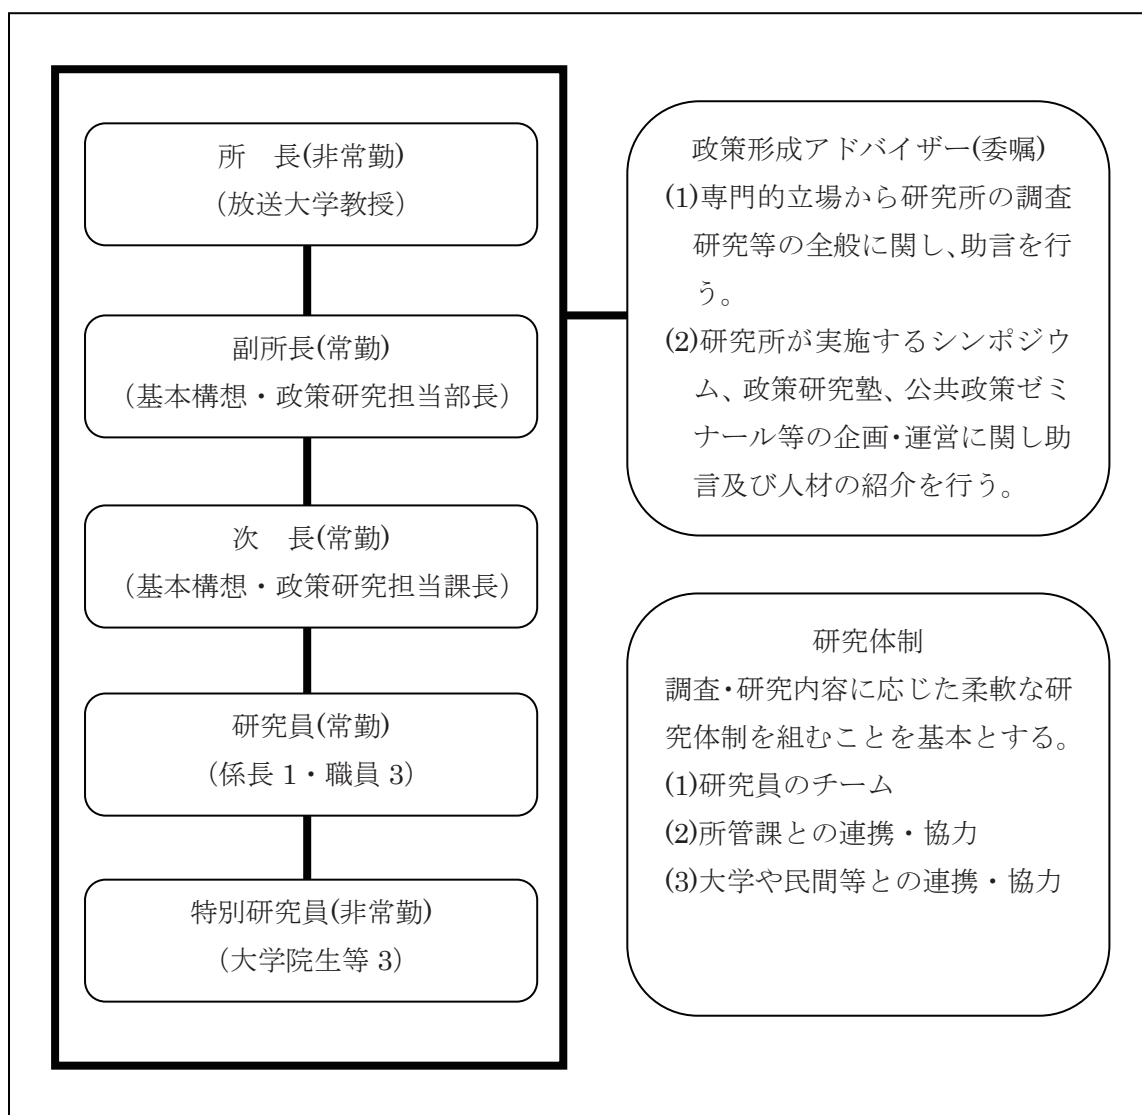 所　長(非常勤)
（放送大学教授）
副所長(常勤)
（基本構想・政策研究担当部長）
次　長(常勤)
（基本構想・政策研究担当課長）
研究員(常勤)
（係長 1・職員 3）
特別研究員(非常勤)
（大学院生等 3）
政策形成アドバイザー(委嘱)
(1)専門的立場から研究所の調査
研究等の全般に関し、助言を行
う。
(2)研究所が実施するシンポジウ
ム、政策研究塾、公共政策ゼミ
ナール等の企画・運営に関し助
言及び人材の紹介を行う。
研究体制
調査・研究内容に応じた柔軟な研
究体制を組むことを基本とする。
(1)研究員のチーム
(2)所管課との連携・協力
(3)大学や民間等との連携・協力